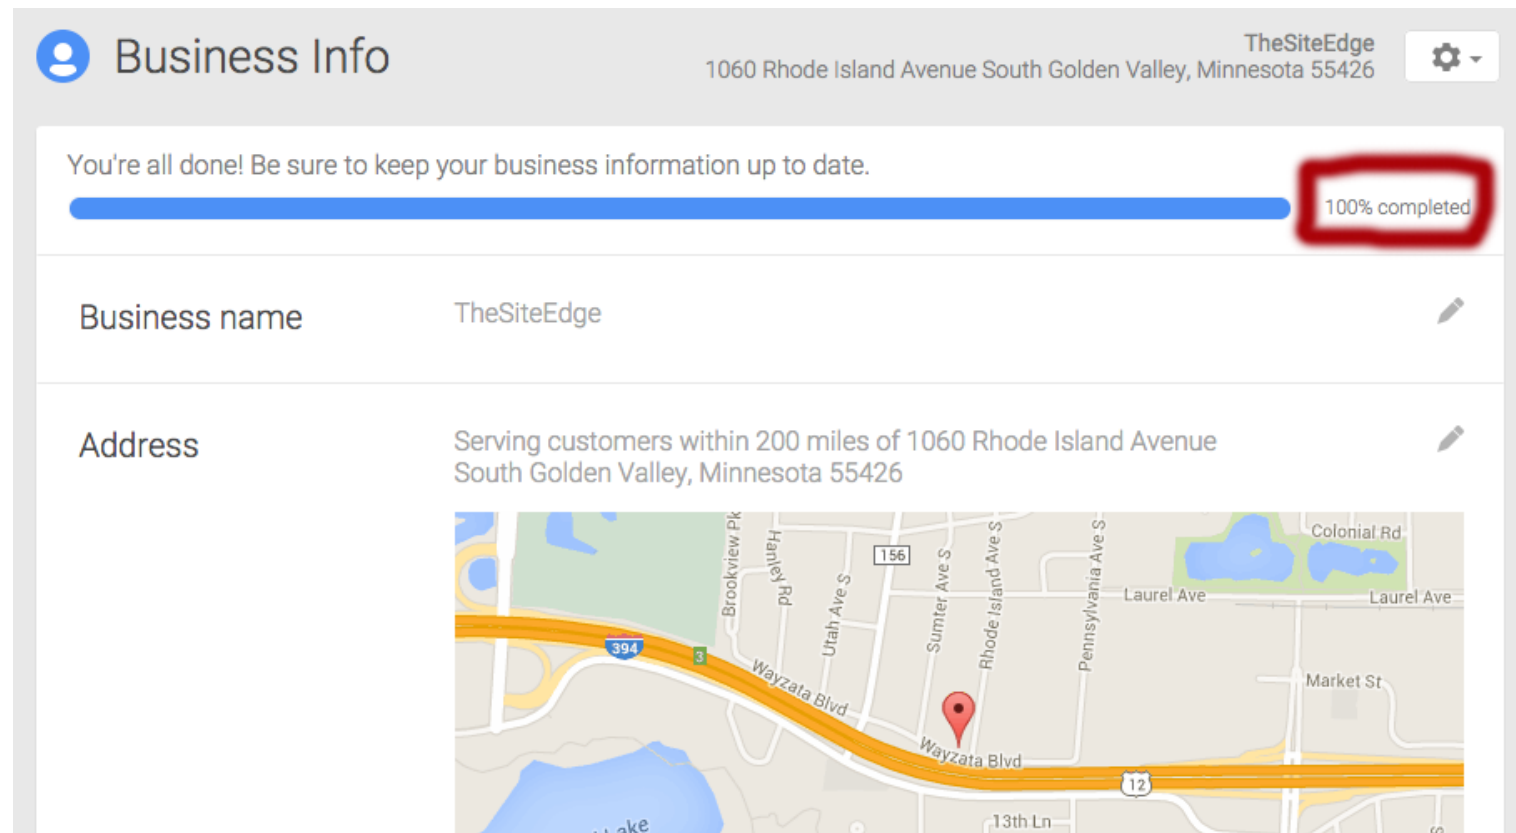 Business Info
TheSiteEdge
1060 Rhode Island Avenue South Golden Valley, Minnesota 55426
You're all done! Be sure to keep your business information up to date.
100% completed
Business name
TheSiteEdge
Address
Serving customers within 200 miles of 1060 Rhode Island Avenue
South Golden Valley, Minnesota 55426
Brookview Pk
Hanley Rd
156
Utah Ave S
Sumter Ave S
Rhode Island Ave S
Pennsylvania Ave S
Colonial Rd
Laurel Ave
Laurel Ave
394
3
Wayzata Blvd
Market St
Wayzata Blvd
12
13th Ln